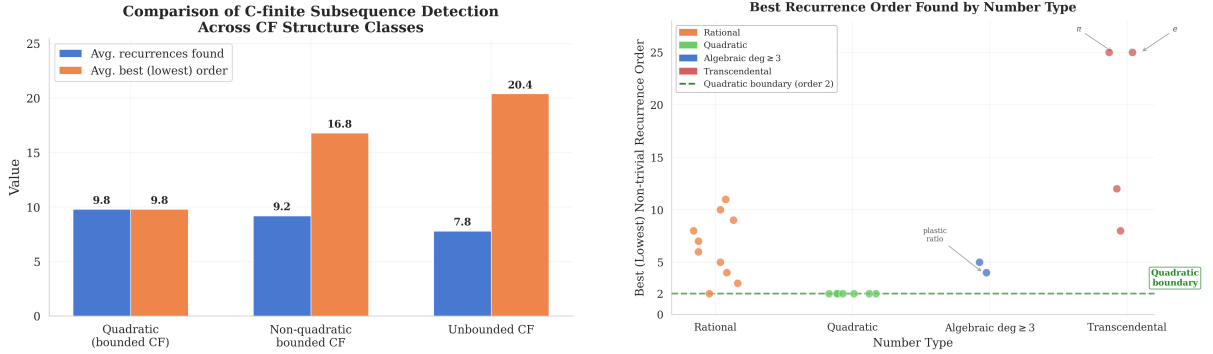 Comparison of C-finite Subsequence Detection
Across CF Structure Classes
Avg. recurrences found
Avg. best (lowest) order
Value
25
20
15
10
5
0
9.8
9.8
9.2
16.8
7.8
20.4
Quadratic
(bounded CF)
Non-quadratic
bounded CF
Unbounded CF
Best Recurrence Order Found by Number Type
Rational
Quadratic
Algebraic deg ≥ 3
Transcendental
Quadratic boundary (order 2)
Best (Lowest) Non-trivial Recurrence Order
25
20
15
10
5
2
0
π
e
plastic
ratio
Quadratic
boundary
Rational
Quadratic
Algebraic deg ≥ 3
Transcendental
Number Type